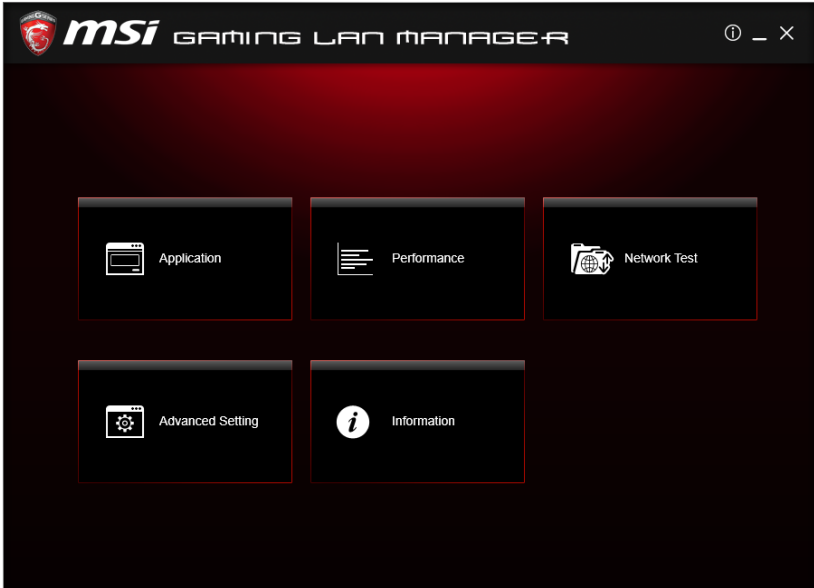 msi GAMING LAN MANAGER
Application
Performance
Network Test
Advanced Setting
Information